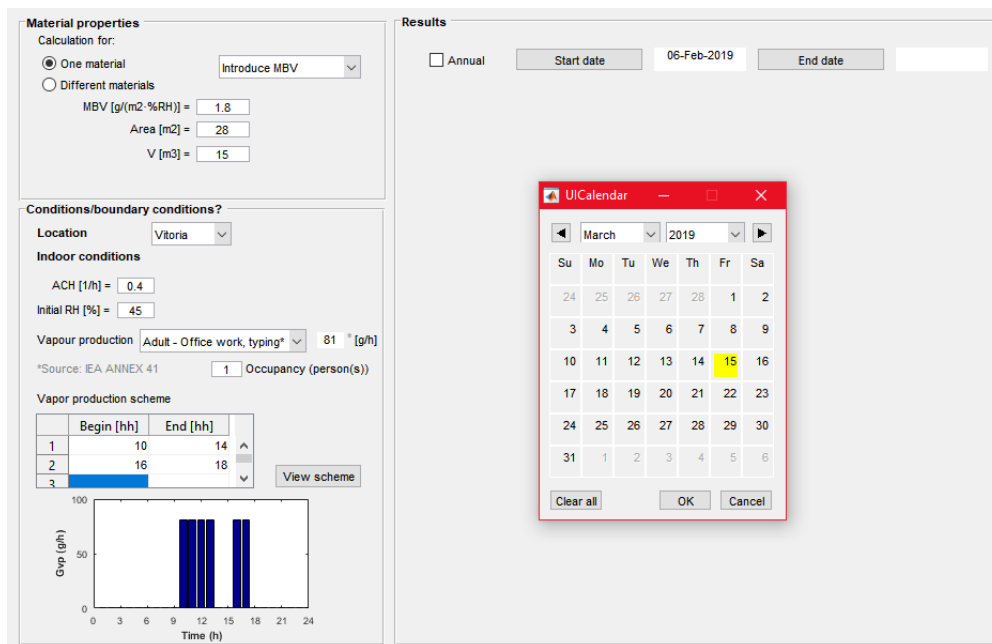 Material properties
Calculation for:
One material
Introduce MBV
Different materials
MBV [g/(m2·%RH)] = 1.8
Area [m2] = 28
V [m3] = 15
Conditions/boundary conditions?
Location Vitoria
Indoor conditions
ACH [1/h] = 0.4
Initial RH [%] = 45
Vapour production Adult - Office work, typing* 81 * [g/h]
*Source: IEA ANNEX 41 1 Occupancy (person(s))
Vapor production scheme
Begin [hh] End [hh]
1 10 14
2 16 18
3
View scheme
100
50
0
Gvp (g/h)
0 3 6 9 12 15 18 21 24
Time (h)
Results
Annual Start date 06-Feb-2019 End date
UICalendar
March 2019
Su Mo Tu We Th Fr Sa
24 25 26 27 28 1 2
3 4 5 6 7 8 9
10 11 12 13 14 15 16
17 18 19 20 21 22 23
24 25 26 27 28 29 30
31 1 2 3 4 5 6
Clear all OK Cancel